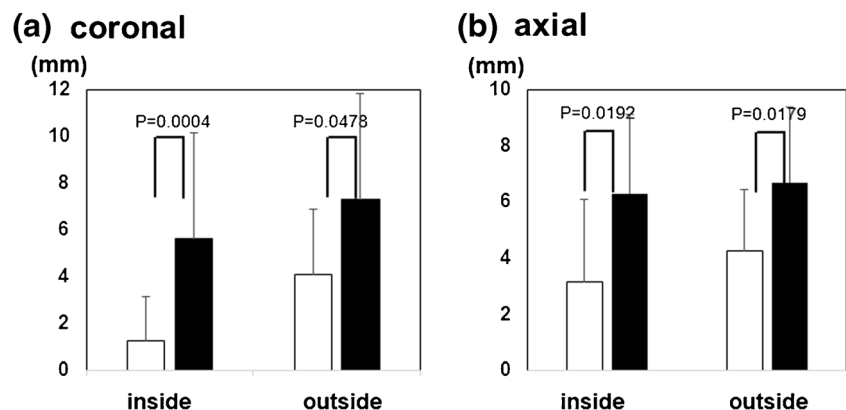 (a) coronal
(mm)
12
10
8
6
4
2
0
P=0.0004
P=0.0478
inside
outside
(b) axial
(mm)
10
8
6
4
2
0
P=0.0192
P=0.0179
inside
outside